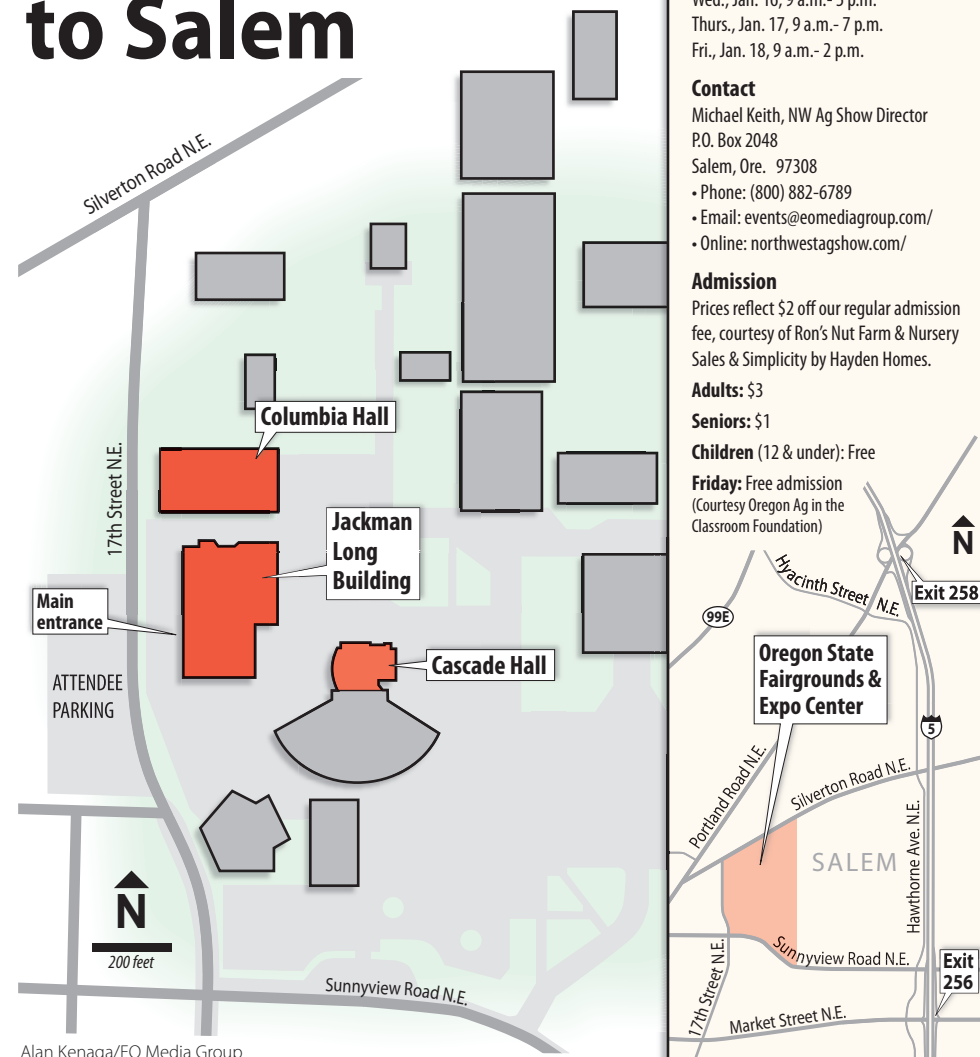 to Salem
Silverton Road N.E.
17th Street N.E.
Columbia Hall
Jackman
Long
Building
Main
entrance
Cascade Hall
ATTENDEE
PARKING
N
200 feet
Sunnyview Road N.E.
Alan Kenaga/EO Media Group
Wed., Jan. 16, 9 a.m.- 5 p.m.
Thurs., Jan. 17, 9 a.m.- 7 p.m.
Fri., Jan. 18, 9 a.m.- 2 p.m.
Contact
Michael Keith, NW Ag Show Director
P.O. Box 2048
Salem, Ore. 97308
• Phone: (800) 882-6789
• Email: events@eomediagroup.com/
• Online: northwestagshow.com/
Admission
Prices reflect $2 off our regular admission
fee, courtesy of Ron's Nut Farm & Nursery
Sales & Simplicity by Hayden Homes.
Adults: $3
Seniors: $1
Children (12 & under): Free
Friday: Free admission
(Courtesy Oregon Ag in the
Classroom Foundation)
N
Hyacinth Street N.E.
Exit 258
99E
Oregon State
Fairgrounds &
Expo Center
5
Portland Road N.E.
Silverton Road N.E.
SALEM
Hawthorne Ave. N.E.
Sunnyview Road N.E.
Exit
256
17th Street N.E.
Market Street N.E.